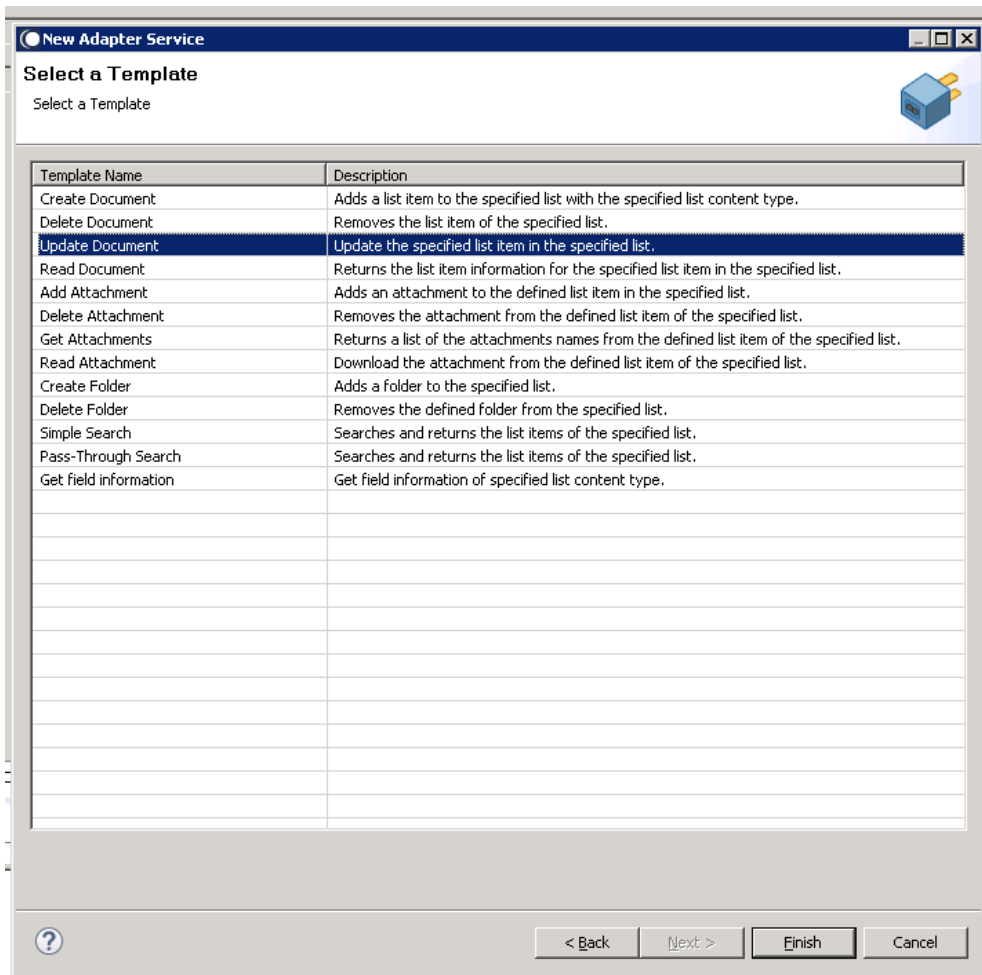 New Adapter Service
Select a Template
Select a Template
Template Name Description
Create Document Adds a list item to the specified list with the specified list content type.
Delete Document Removes the list item of the specified list.
Update Document Update the specified list item in the specified list.
Read Document Returns the list item information for the specified list item in the specified list.
Add Attachment Adds an attachment to the defined list item in the specified list.
Delete Attachment Removes the attachment from the defined list item of the specified list.
Get Attachments Returns a list of the attachments names from the defined list item of the specified list.
Read Attachment Download the attachment from the defined list item of the specified list.
Create Folder Adds a folder to the specified list.
Delete Folder Removes the defined folder from the specified list.
Simple Search Searches and returns the list items of the specified list.
Pass-Through Search Searches and returns the list items of the specified list.
Get field information Get field information of specified list content type.
? < Back Next > Finish Cancel